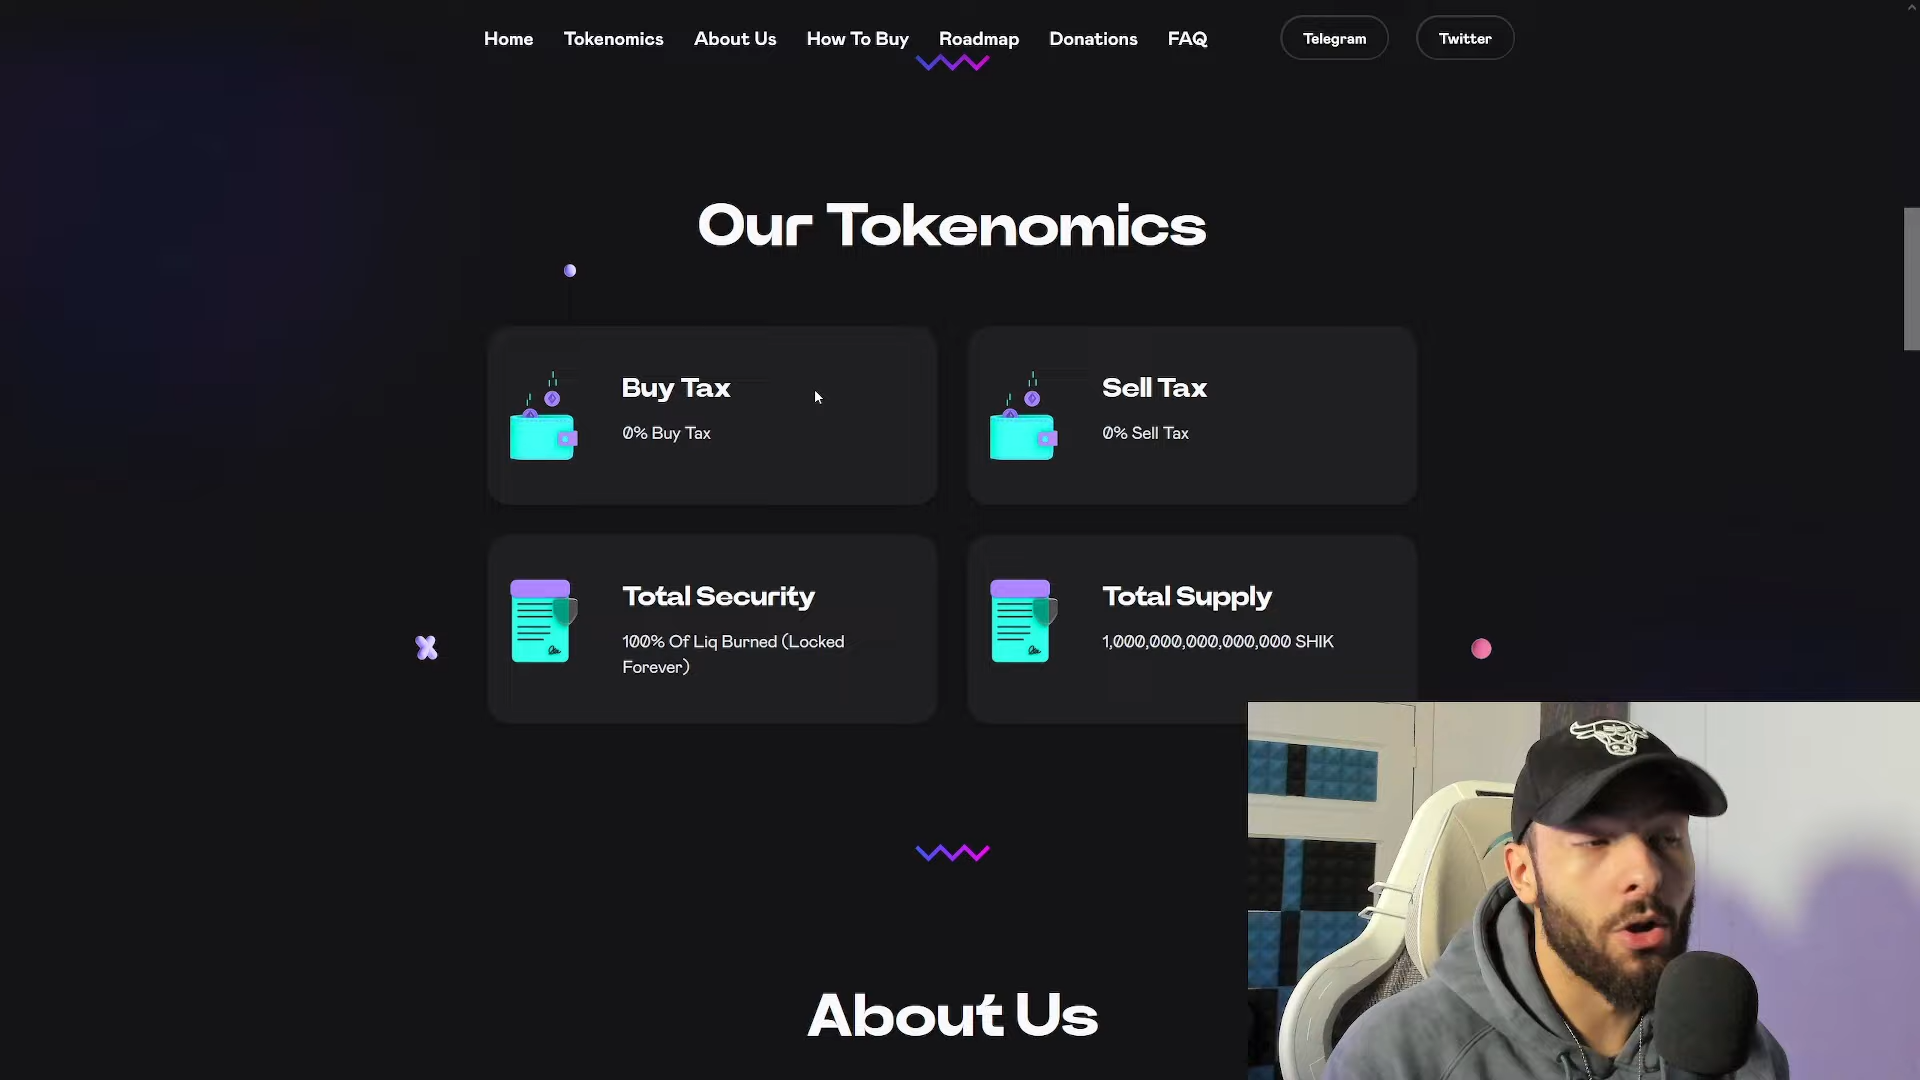 Home Tokenomics About Us How To Buy Roadmap Donations FAQ Telegram Twitter
Our Tokenomics
Buy Tax
0% Buy Tax
Sell Tax
0% Sell Tax
Total Security
100% Of Liq Burned (Locked
Forever)
Total Supply
1,000,000,000,000,000 SHIK
About Us